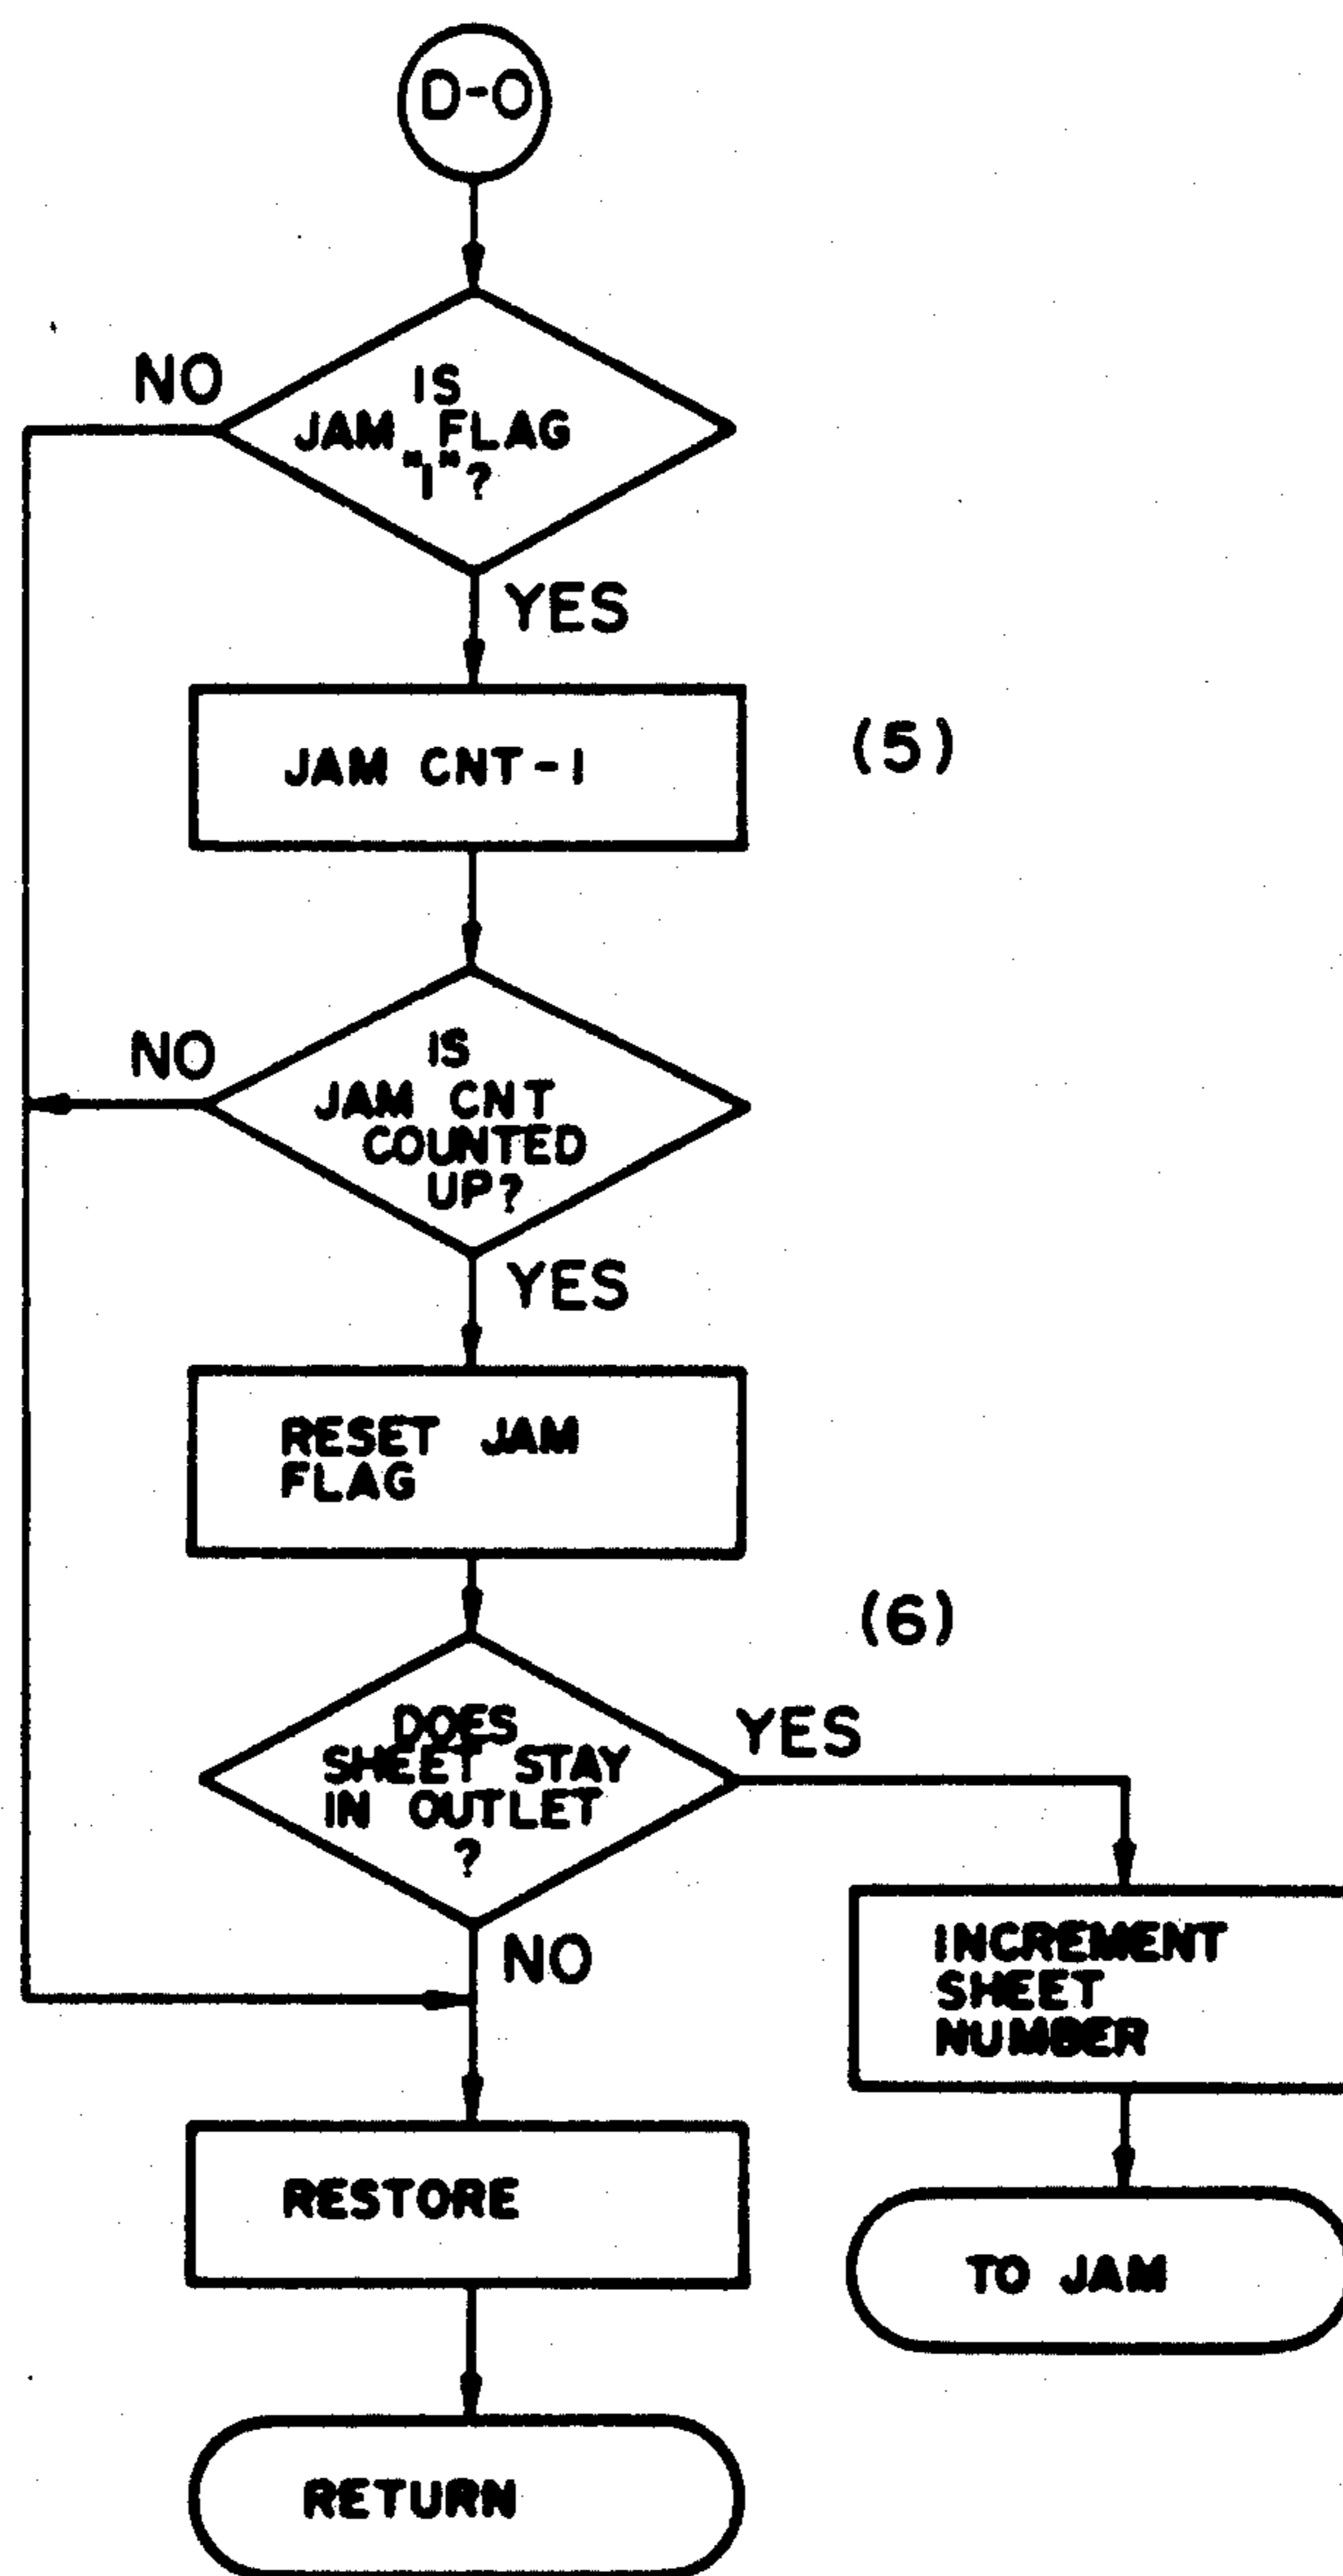 D-O
NO
IS
JAM FLAG
"1"?
YES
JAM CNT-1
(5)
NO
IS
JAM CNT
COUNTED
UP?
YES
RESET JAM
FLAG
(6)
DOES
SHEET STAY
IN OUTLET
?
YES
NO
INCREMENT
SHEET
NUMBER
RESTORE
TO JAM
RETURN